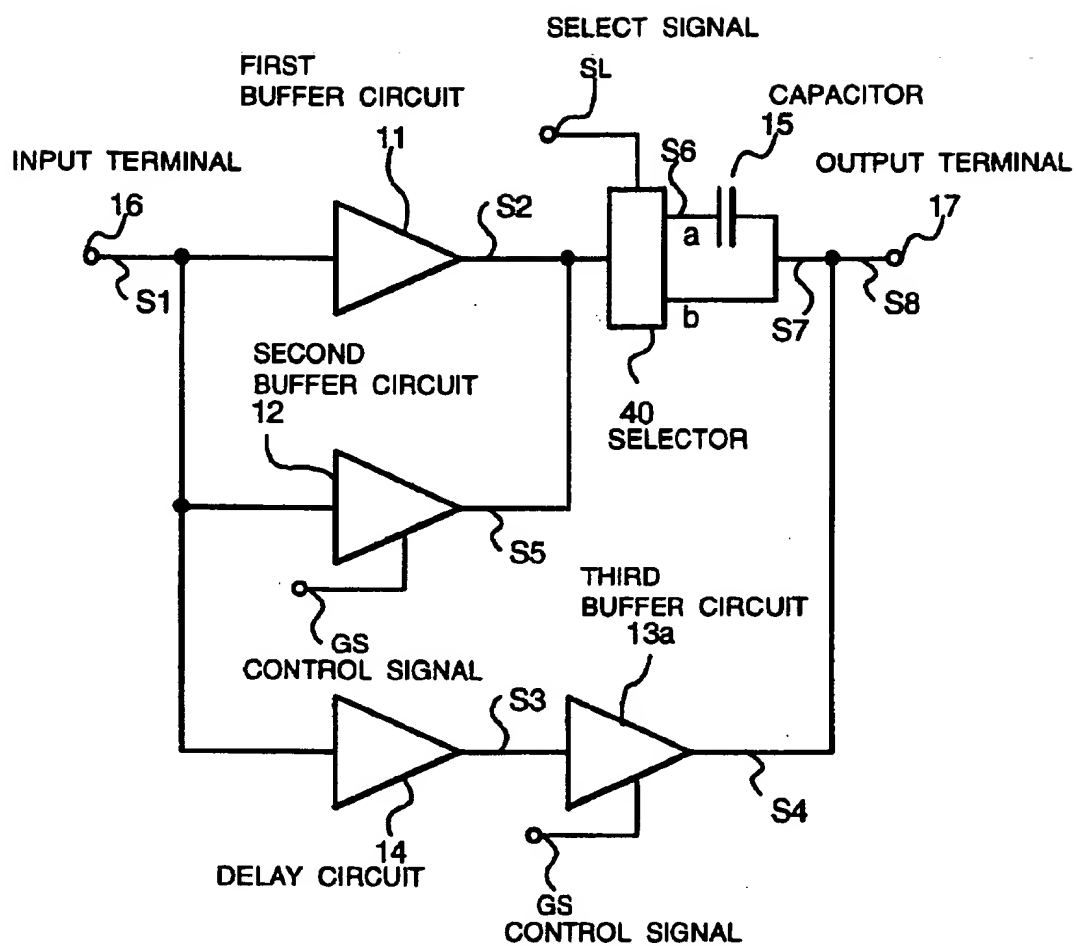 SELECT SIGNAL
SL
FIRST
BUFFER CIRCUIT
11
CAPACITOR
15
INPUT TERMINAL
16
S6
OUTPUT TERMINAL
17
S2
a
S1
b
S7
S8
SECOND
BUFFER CIRCUIT
12
40
SELECTOR
S5
THIRD
BUFFER CIRCUIT
13a
GS
CONTROL SIGNAL
S3
S4
14
DELAY CIRCUIT
GS
CONTROL SIGNAL